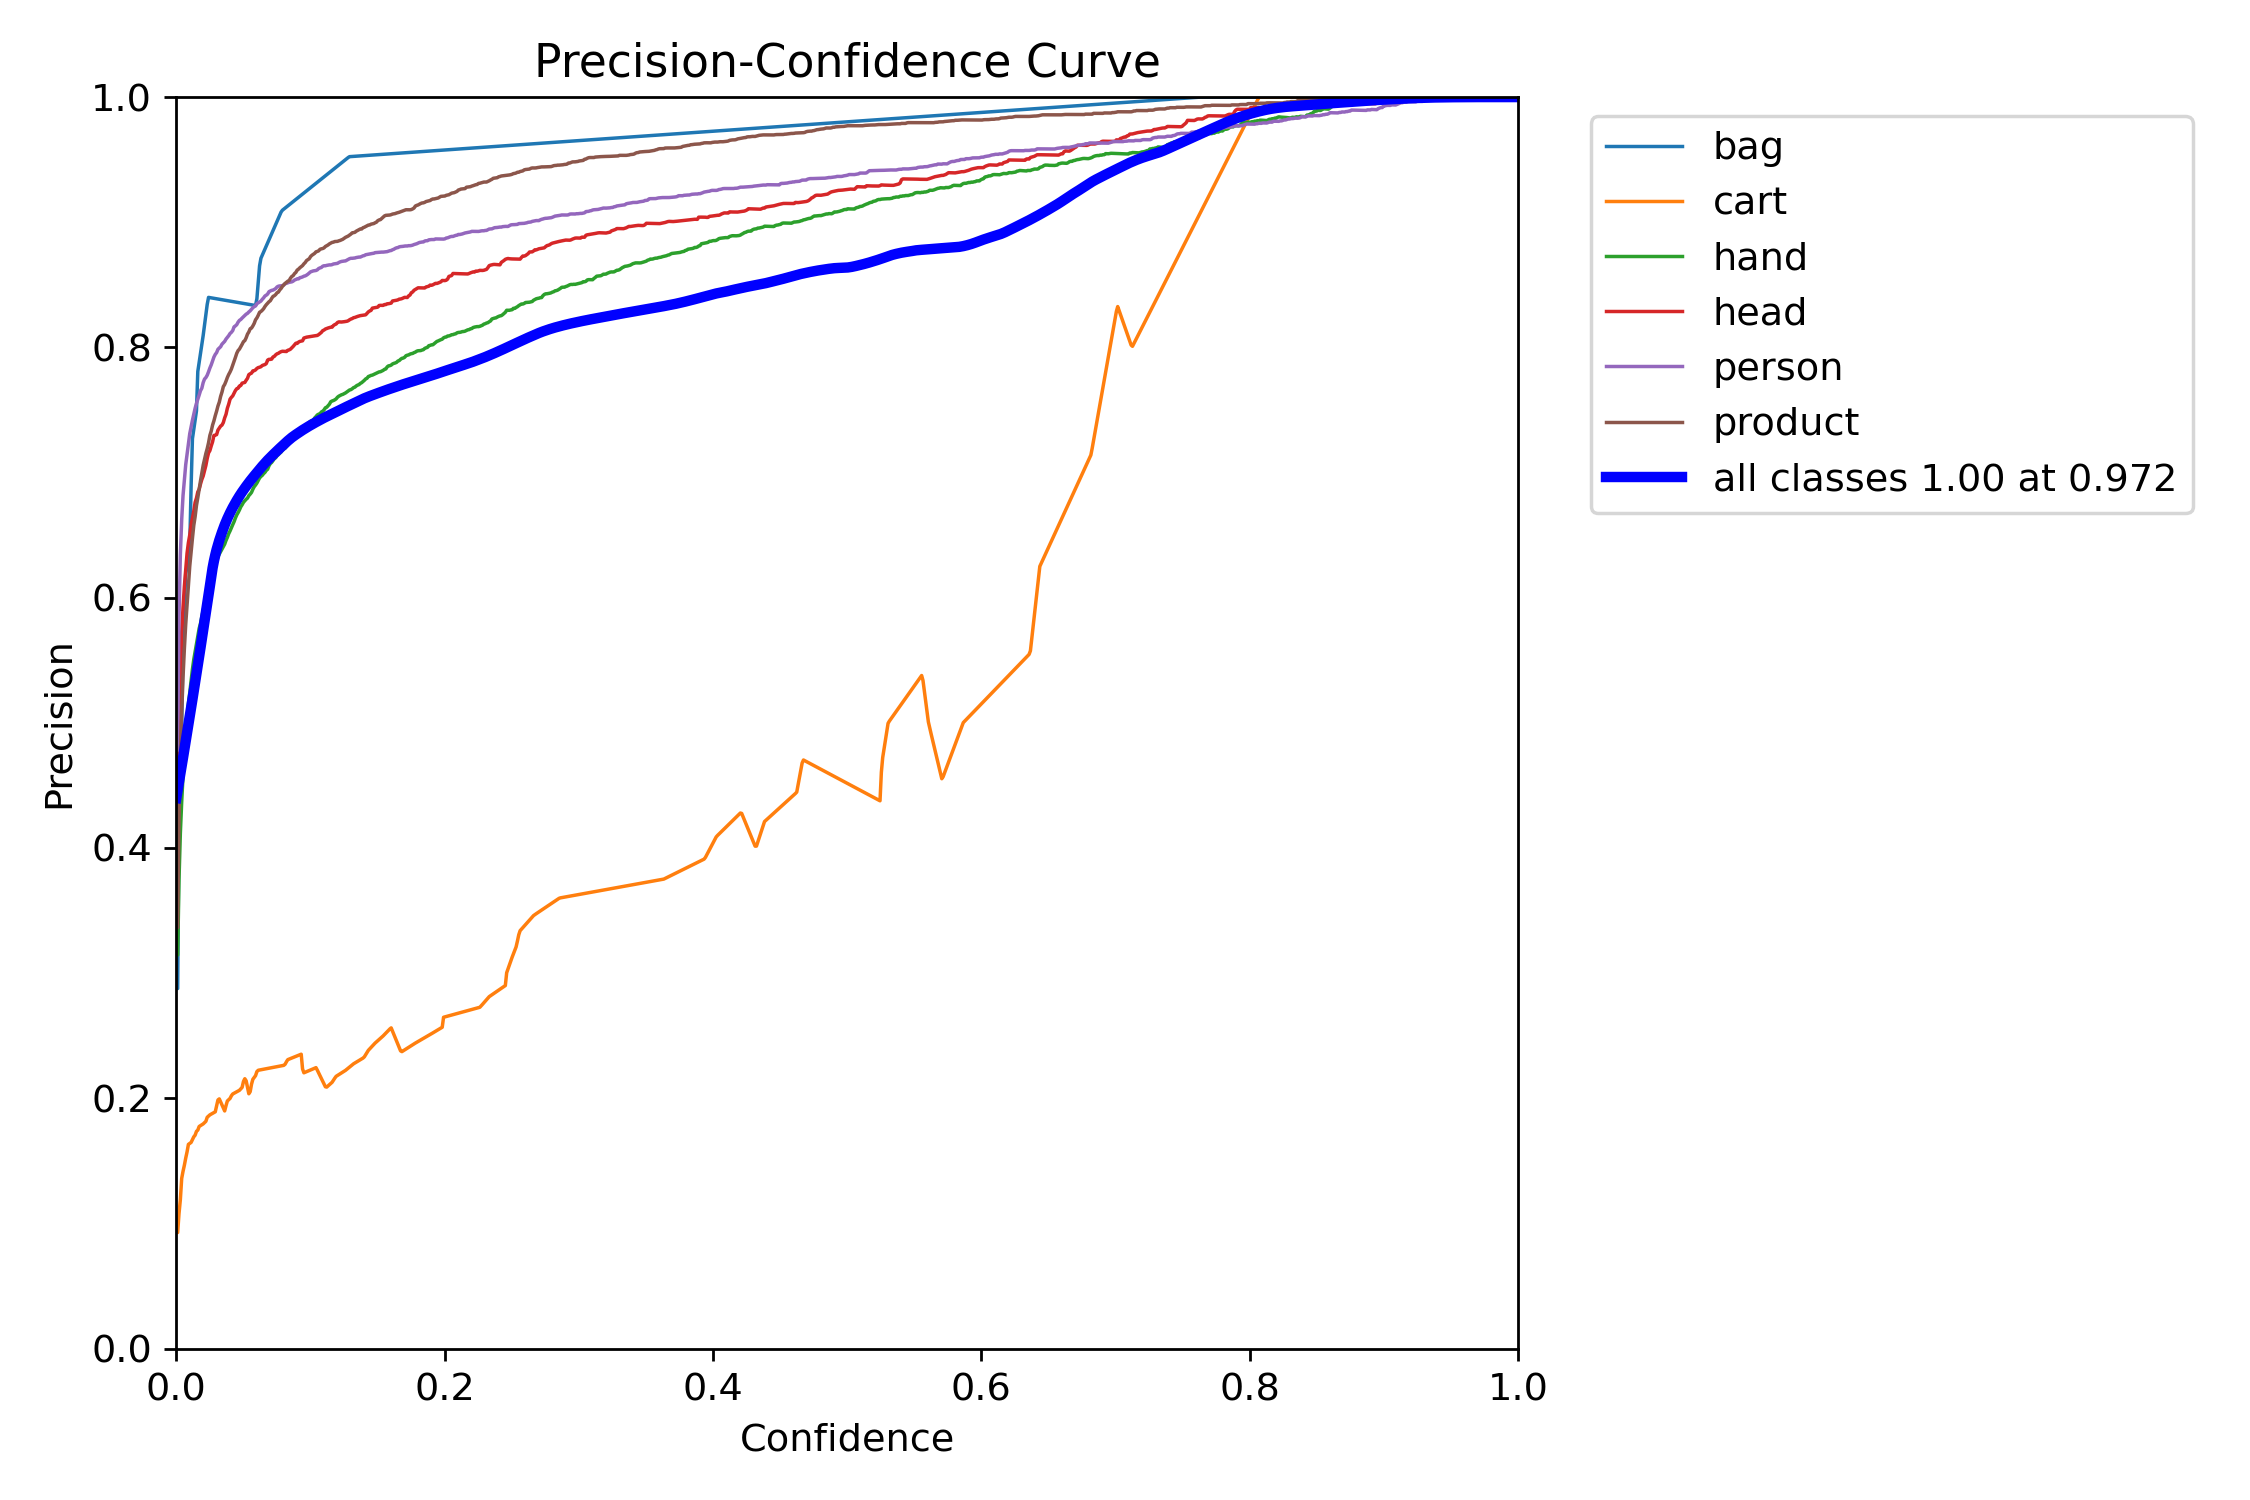 Precision-Confidence Curve
1.0
0.8
0.6
0.4
0.2
0.0
Precision
0.0 0.2 0.4 0.6 0.8 1.0
Confidence
bag
cart
hand
head
person
product
all classes 1.00 at 0.972